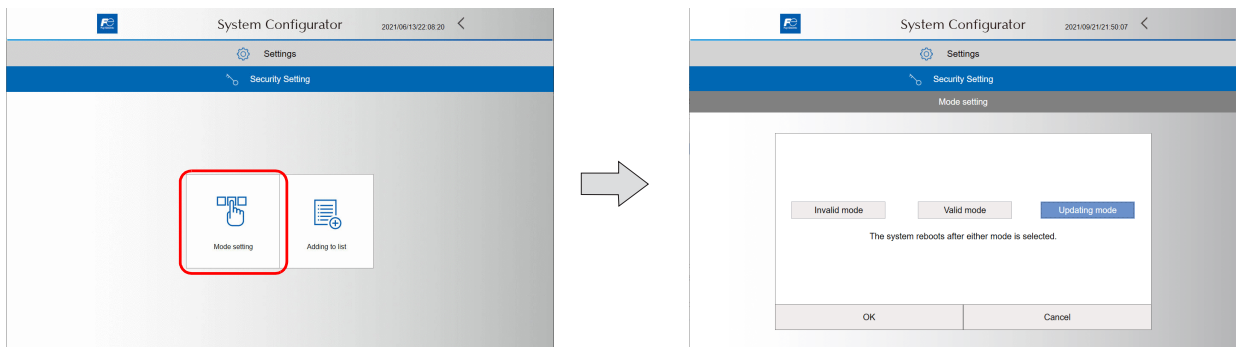 System Configurator
2021/06/13/22:08:20
Settings
Security Setting
Mode setting
Adding to list
System Configurator
2021/09/21/21:50:07
Settings
Security Setting
Mode setting
Invalid mode
Valid mode
Updating mode
The system reboots after either mode is selected.
OK
Cancel